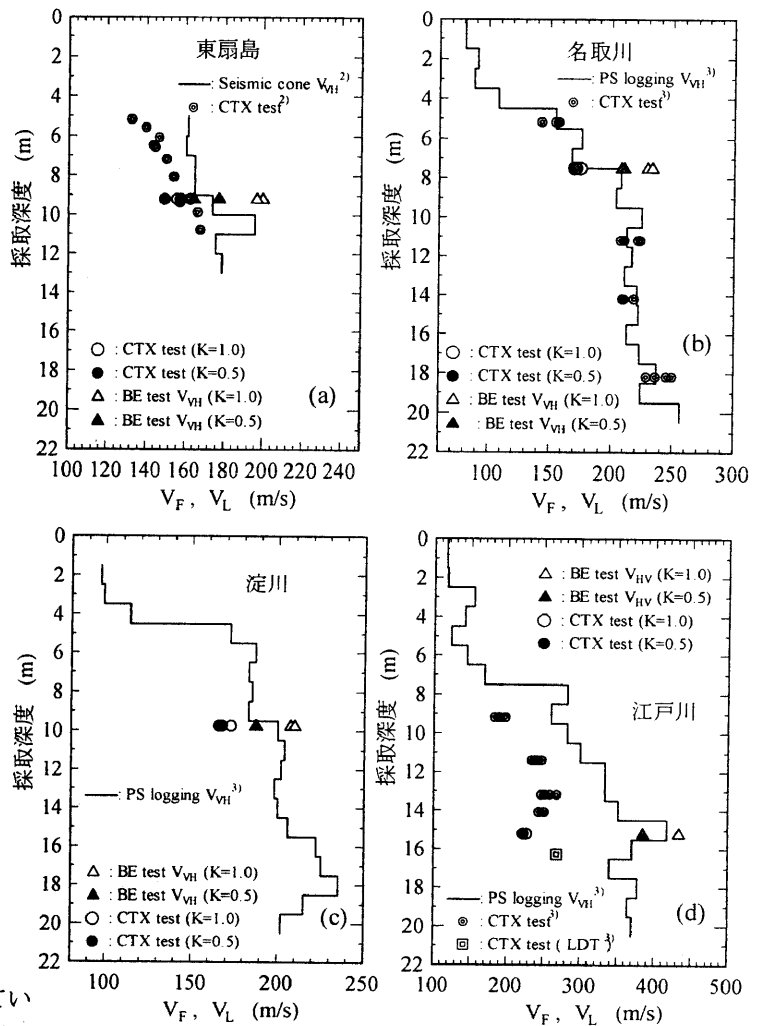 東扇島
: Seismic cone V_VH 2)
: CTX test 2)
採取深度 (m)
0
2
4
6
8
10
12
14
16
18
20
22
: CTX test (K=1.0)
: CTX test (K=0.5)
: BE test V_VH (K=1.0)
: BE test V_VH (K=0.5)
(a)
100 120 140 160 180 200 220 240
V_F , V_L (m/s)
名取川
: PS logging V_VH 3)
: CTX test 3)
採取深度 (m)
0
2
4
6
8
10
12
14
16
18
20
22
: CTX test (K=1.0)
: CTX test (K=0.5)
: BE test V_VH (K=1.0)
: BE test V_VH (K=0.5)
(b)
100 150 200 250 300
V_F , V_L (m/s)
淀川
採取深度 (m)
0
2
4
6
8
10
12
14
16
18
20
22
: PS logging V_VH 3)
: BE test V_VH (K=1.0)
: BE test V_VH (K=0.5)
: CTX test (K=1.0)
: CTX test (K=0.5)
(c)
100 150 200 250
V_F , V_L (m/s)
: BE test V_HV (K=1.0)
: BE test V_HV (K=0.5)
: CTX test (K=1.0)
: CTX test (K=0.5)
江戸川
採取深度 (m)
0
2
4
6
8
10
12
14
16
18
20
22
: PS logging V_VH 3)
: CTX test 3)
: CTX test ( LDT 3)
(d)
100 200 300 400 500
V_F , V_L (m/s)
てい